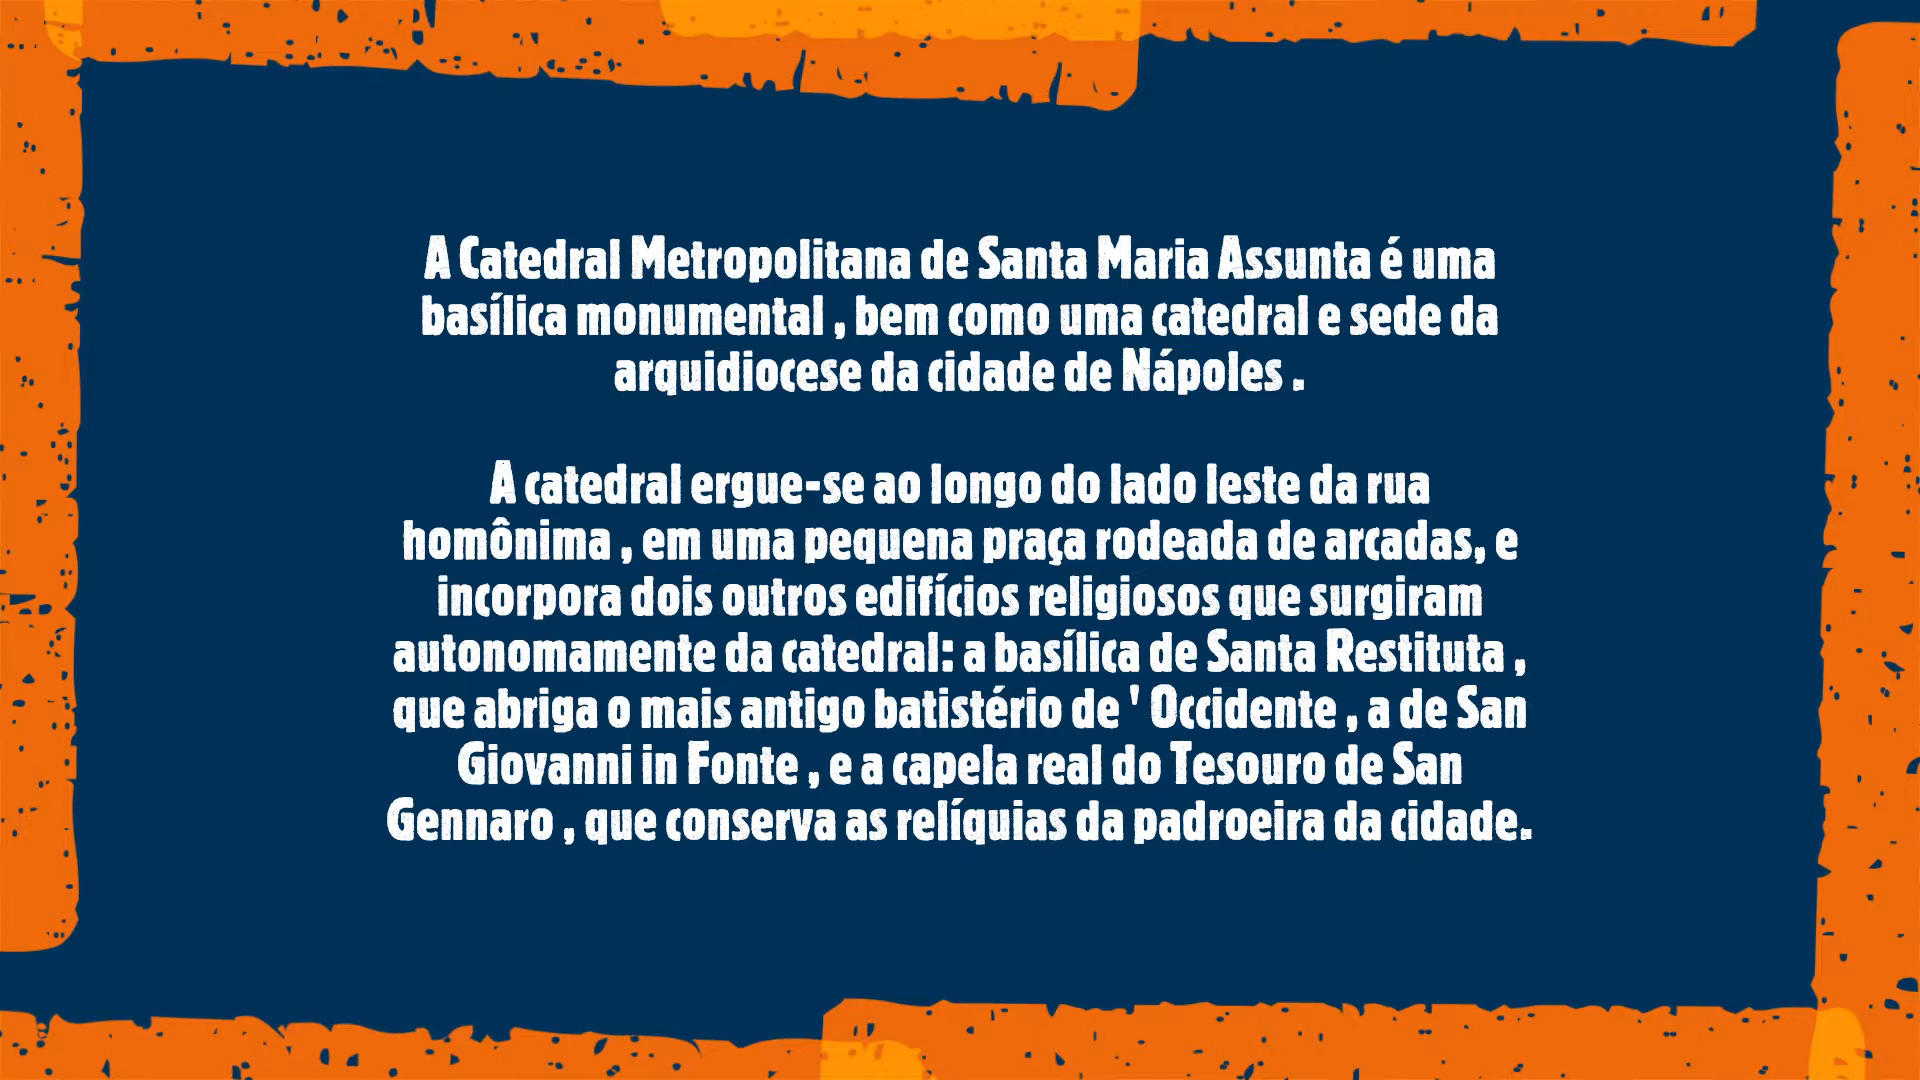 A Catedral Metropolitana de Santa Maria Assunta é uma
basílica monumental , bem como uma catedral e sede da
arquidiocese da cidade de Nápoles .
A catedral ergue-se ao longo do lado leste da rua
homônima , em uma pequena praça rodeada de arcadas, e
incorpora dois outros edifícios religiosos que surgiram
autonomamente da catedral: a basílica de Santa Restituta ,
que abriga o mais antigo batistério de ' Occidente , a de San
Giovanni in Fonte , e a capela real do Tesouro de San
Gennaro , que conserva as relíquias da padroeira da cidade.